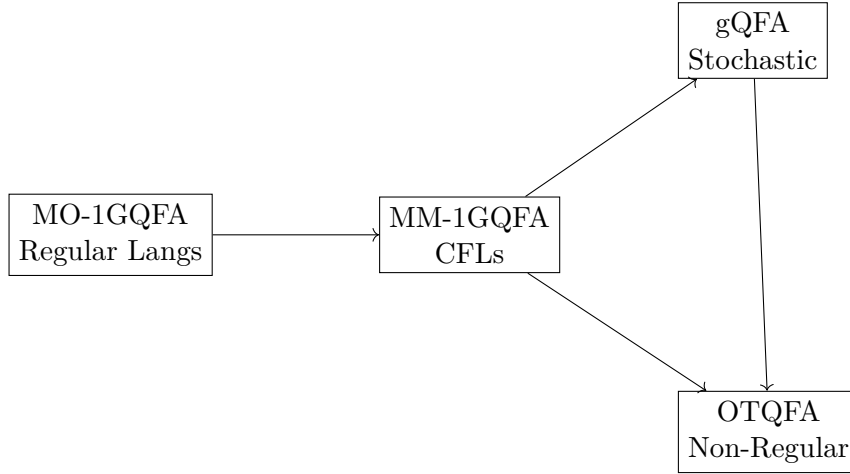 gQFA
Stochastic
MO-1GQFA
Regular Langs
MM-1GQFA
CFLs
OTQFA
Non-Regular